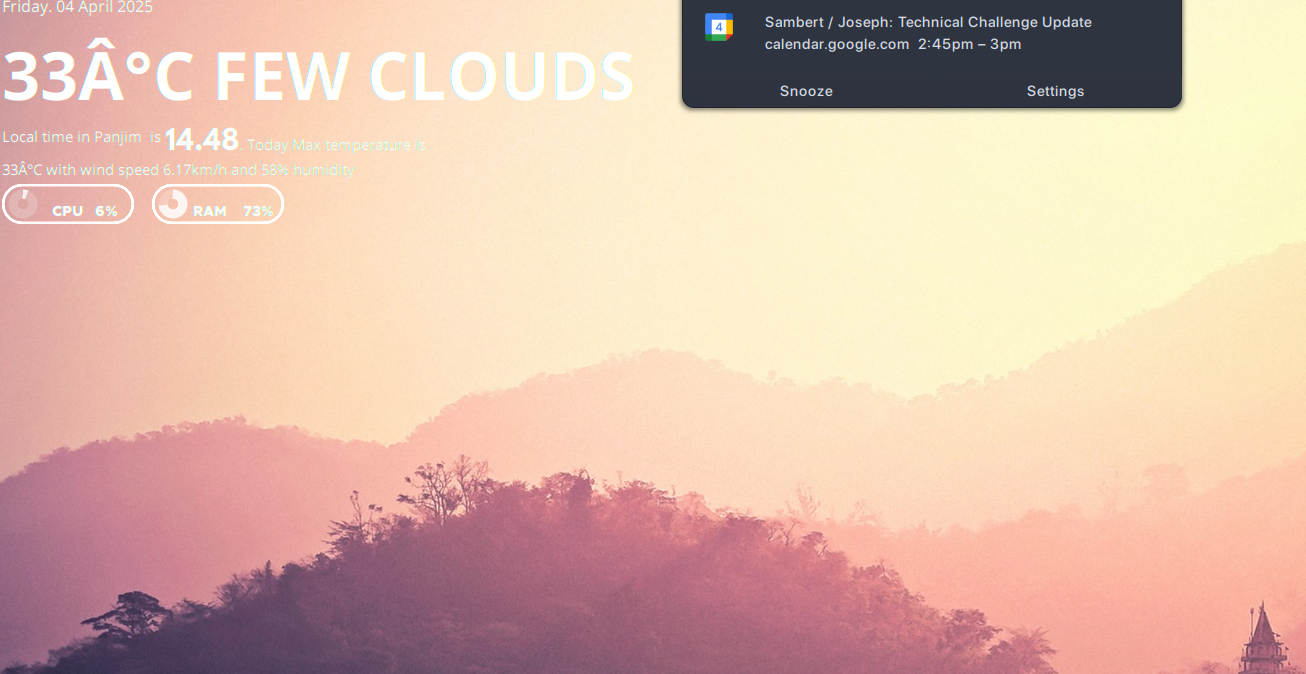 Friday. 04 April 2025
33Â°C FEW CLOUDS
Local time in Panjim is 14.48. Today Max temperature is
33Â°C with wind speed 6.17km/h and 58% humidity
CPU 6% RAM 73%
4
Sambert / Joseph: Technical Challenge Update
calendar.google.com 2:45pm – 3pm
Snooze Settings